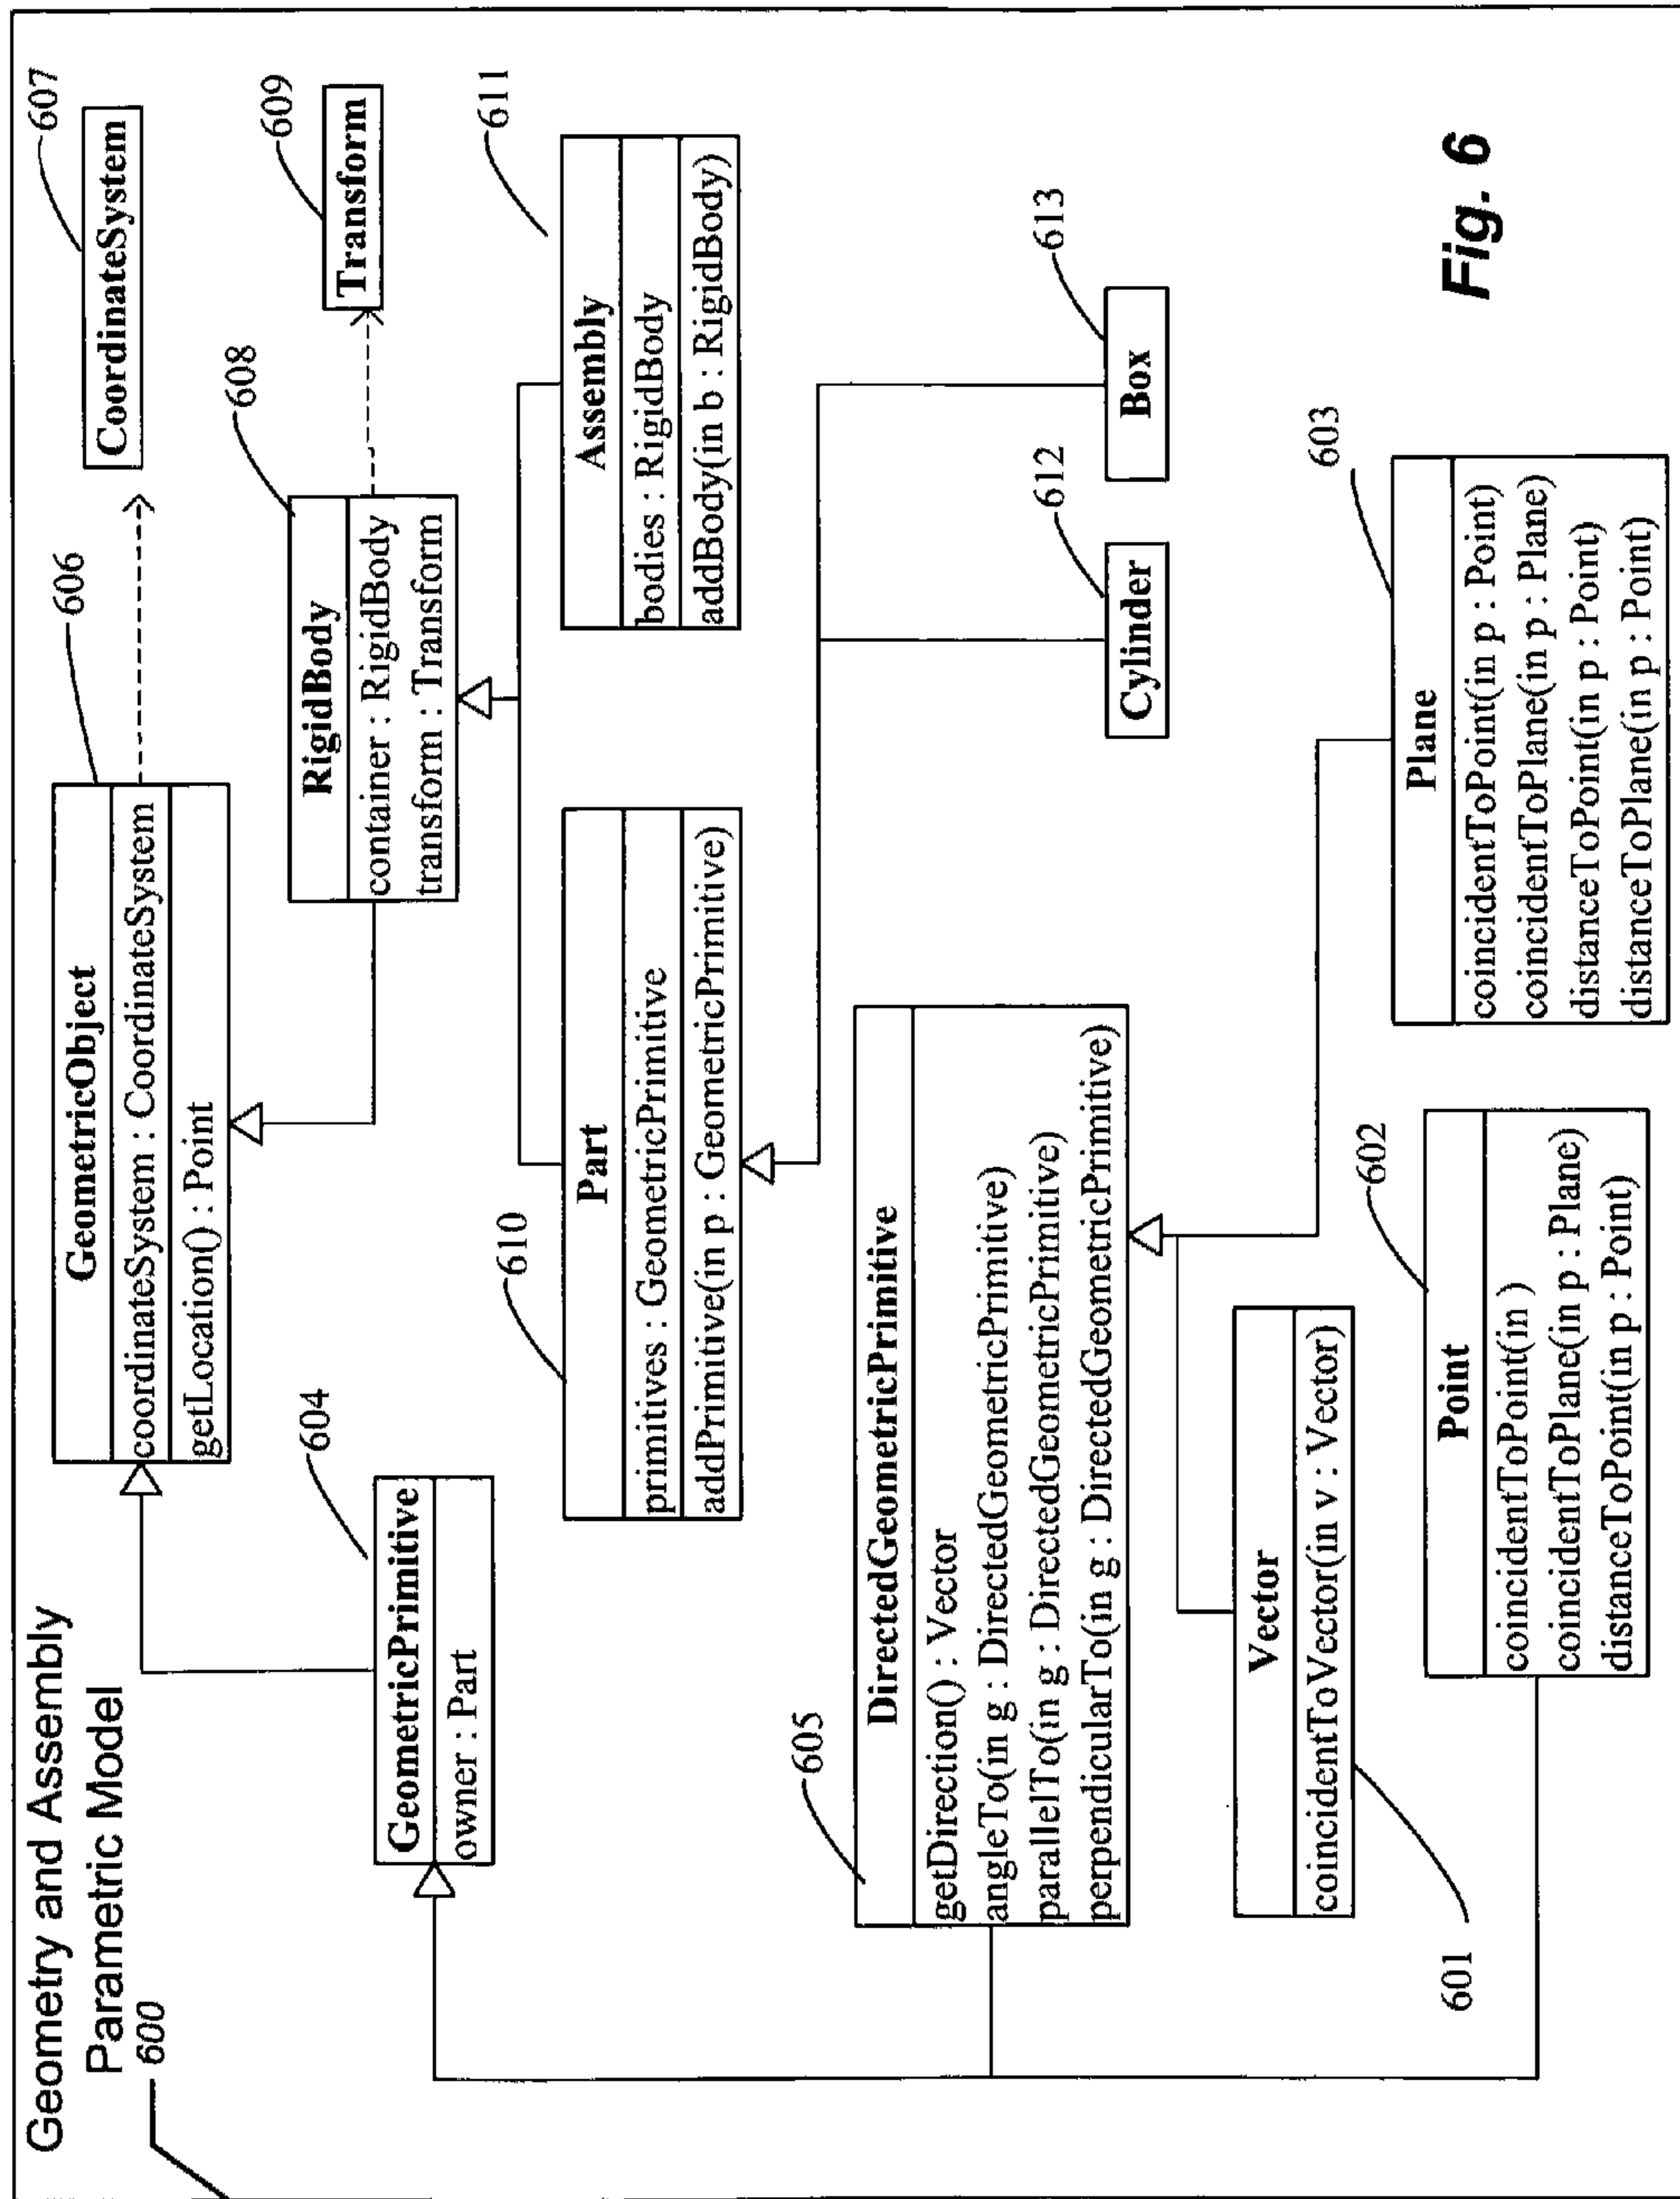 Geometry and Assembly
Parametric Model
600
606
607
GeometricObject
coordinateSystem : CoordinateSystem
getLocation() : Point
CoordinateSystem
604
GeometricPrimitive
owner : Part
608
RigidBody
container : RigidBody
transform : Transform
609
Transform
610
Part
primitives : GeometricPrimitive
addPrimitive(in p : GeometricPrimitive)
611
Assembly
bodies : RigidBody
addBody(in b : RigidBody)
605
DirectedGeometricPrimitive
getDirection() : Vector
angleTo(in g : DirectedGeometricPrimitive)
parallelTo(in g : DirectedGeometricPrimitive)
perpendicularTo(in g : DirectedGeometricPrimitive)
612
Cylinder
613
Box
601
Vector
coincidentToVector(in v : Vector)
602
Point
coincidentToPoint(in )
coincidentToPlane(in p : Plane)
distanceToPoint(in p : Point)
603
Plane
coincidentToPoint(in p : Point)
coincidentToPlane(in p : Plane)
distanceToPoint(in p : Point)
distanceToPlane(in p : Point)
Fig. 6